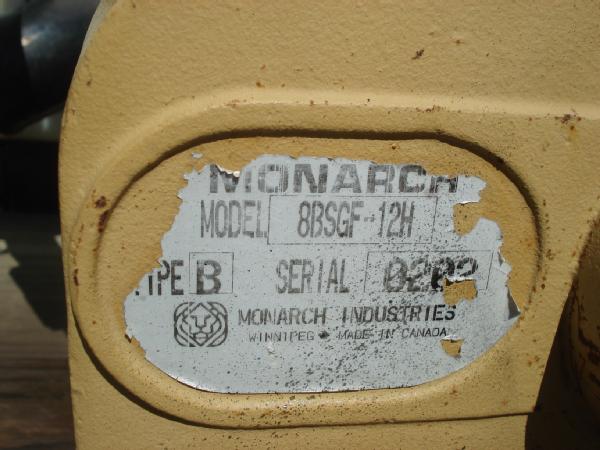 MONARCH
MODEL 8BSGF-12H
TYPE B SERIAL
MONARCH INDUSTRIES
WINNIPEG MADE IN CANADA